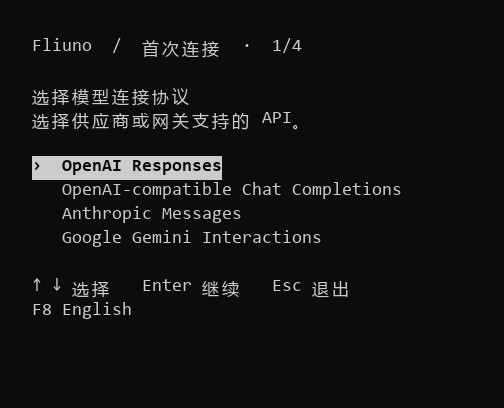 Fliuno / 首次连接 · 1/4
选择模型连接协议
选择供应商或网关支持的 API。
› OpenAI Responses
OpenAI-compatible Chat Completions
Anthropic Messages
Google Gemini Interactions
↑ ↓ 选择 Enter 继续 Esc 退出
F8 English